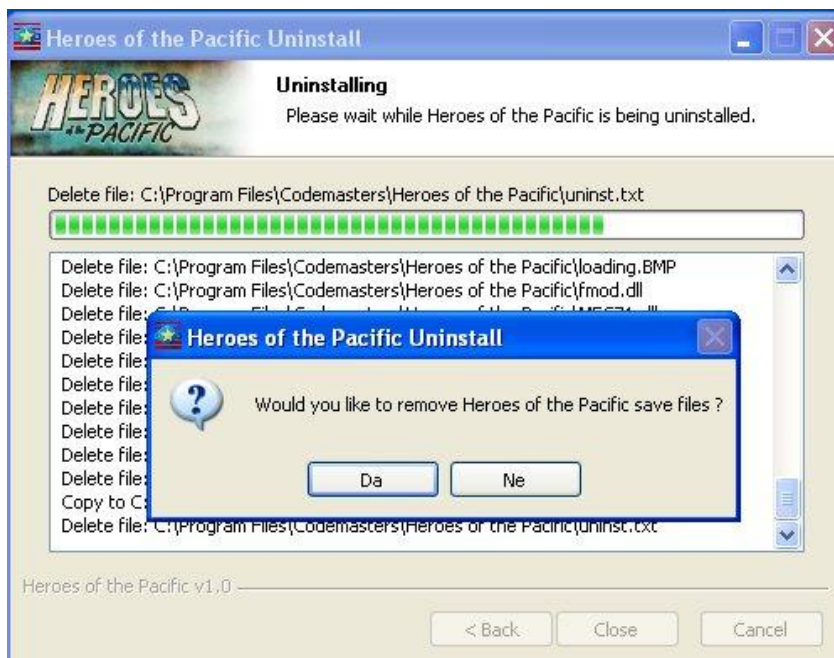 Heroes of the Pacific Uninstall
HEROES
of the PACIFIC
Uninstalling
Please wait while Heroes of the Pacific is being uninstalled.
Delete file: C:\Program Files\Codemasters\Heroes of the Pacific\uninst.txt
Delete file: C:\Program Files\Codemasters\Heroes of the Pacific\loading.BMP
Delete file: C:\Program Files\Codemasters\Heroes of the Pacific\fmod.dll
Delete file:
Delete file:
Delete file:
Delete file:
Delete file:
Delete file:
Delete file:
Delete file:
Copy to C:
Delete file: C:\Program Files\Codemasters\Heroes of the Pacific\uninst.txt
Heroes of the Pacific Uninstall
Would you like to remove Heroes of the Pacific save files ?
Da
Ne
Heroes of the Pacific v1.0
< Back
Close
Cancel